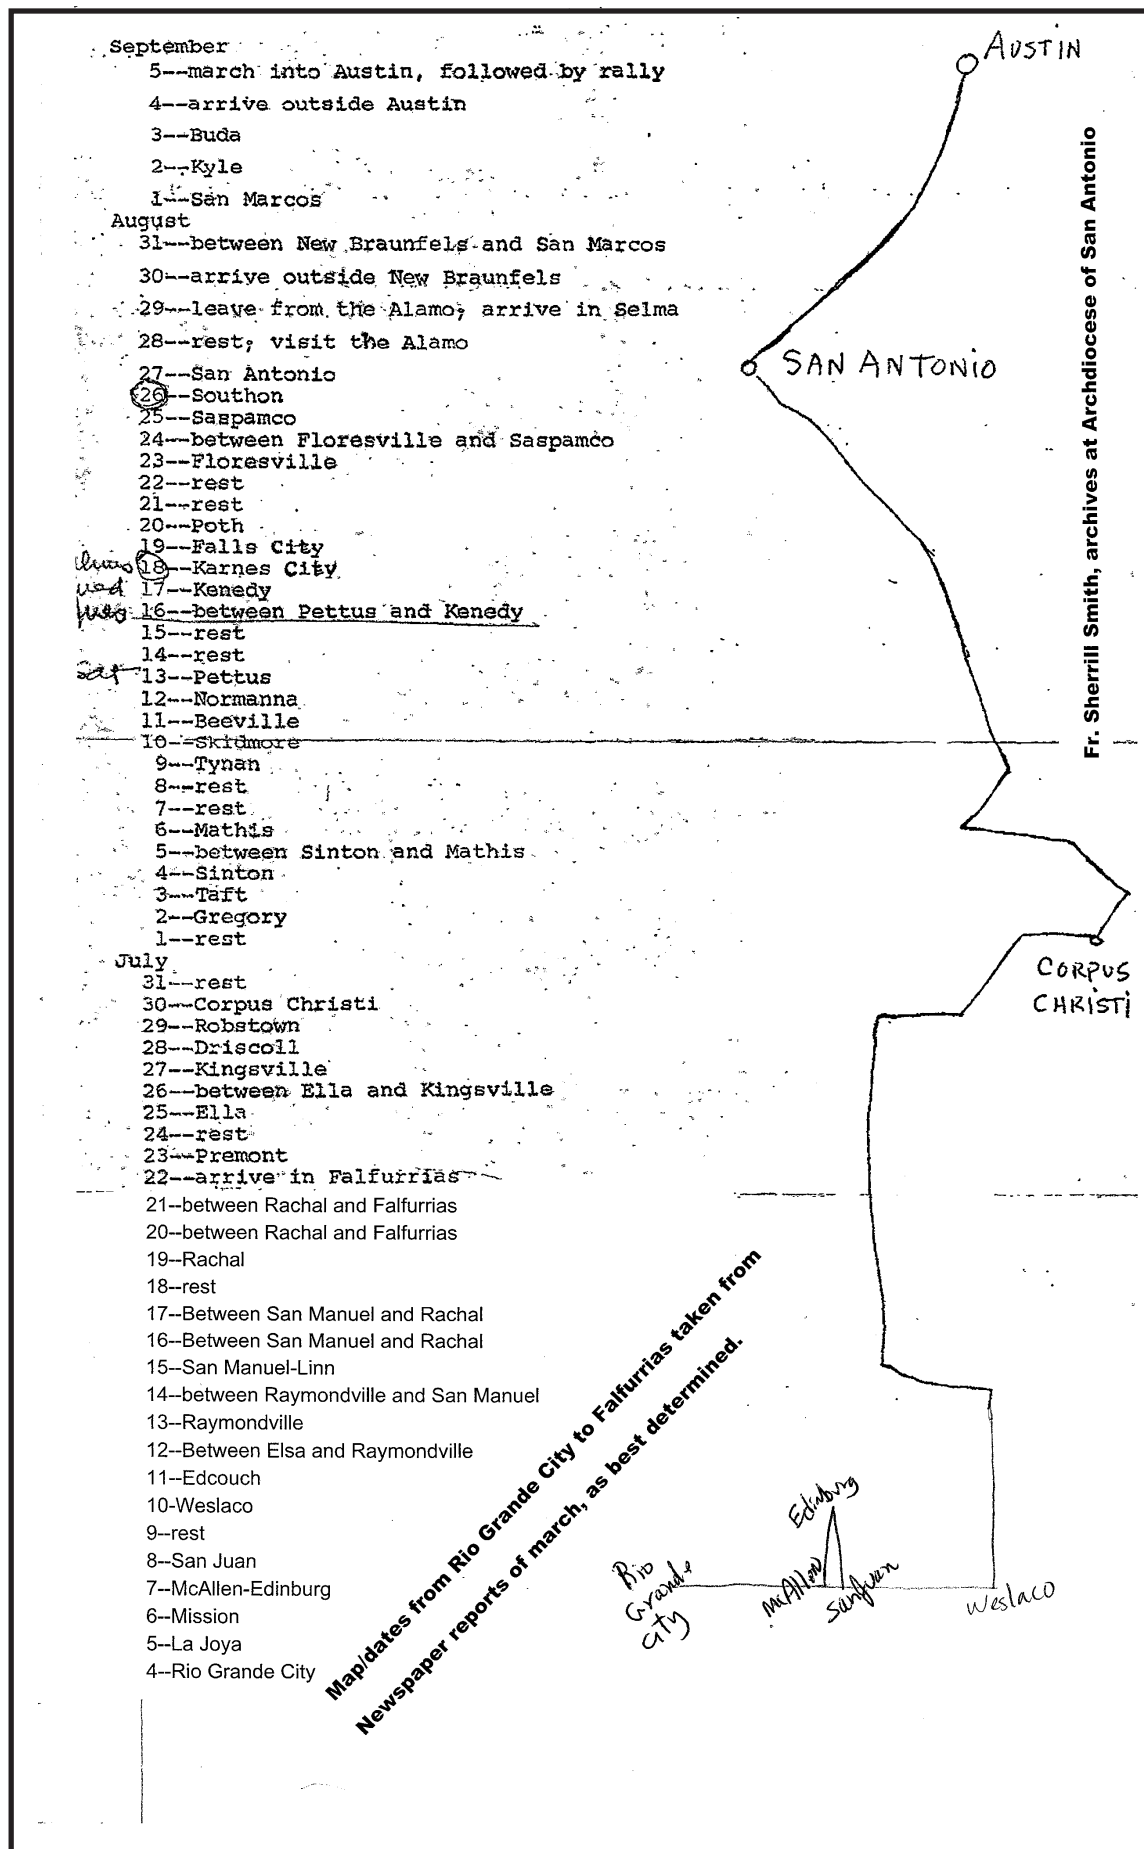 September
5--march into Austin, followed by rally
4--arrive outside Austin
3--Buda
2--Kyle
1--San Marcos
August
31--between New Braunfels and San Marcos
30--arrive outside New Braunfels
29--leave from the Alamo; arrive in Selma
28--rest; visit the Alamo
27--San Antonio
26--Southon
25--Saspamco
24--between Floresville and Saspamco
23--Floresville
22--rest
21--rest
20--Poth
19--Falls City
18--Karnes City
17--Kenedy
16--between Pettus and Kenedy
15--rest
14--rest
Sat 13--Pettus
12--Normanna
11--Beeville
10--Skidmore
9--Tynan
8--rest
7--rest
6--Mathis
5--between Sinton and Mathis
4--Sinton
3--Taft
2--Gregory
1--rest
July
31--rest
30--Corpus Christi
29--Robstown
28--Driscoll
27--Kingsville
26--between Ella and Kingsville
25--Ella
24--rest
23--Premont
22--arrive in Falfurrias
21--between Rachal and Falfurrias
20--between Rachal and Falfurrias
19--Rachal
18--rest
17--Between San Manuel and Rachal
16--Between San Manuel and Rachal
15--San Manuel-Linn
14--between Raymondville and San Manuel
13--Raymondville
12--Between Elsa and Raymondville
11--Edcouch
10-Weslaco
9--rest
8--San Juan
7--McAllen-Edinburg
6--Mission
5--La Joya
4--Rio Grande City
Map/dates from Rio Grande City to Falfurrias taken from
Newspaper reports of march, as best determined.
AUSTIN
SAN ANTONIO
CORPUS
CHRISTI
Edinburg
Rio
Grande
City
McAllen
San Juan
Weslaco
Fr. Sherrill Smith, archives at Archdiocese of San Antonio